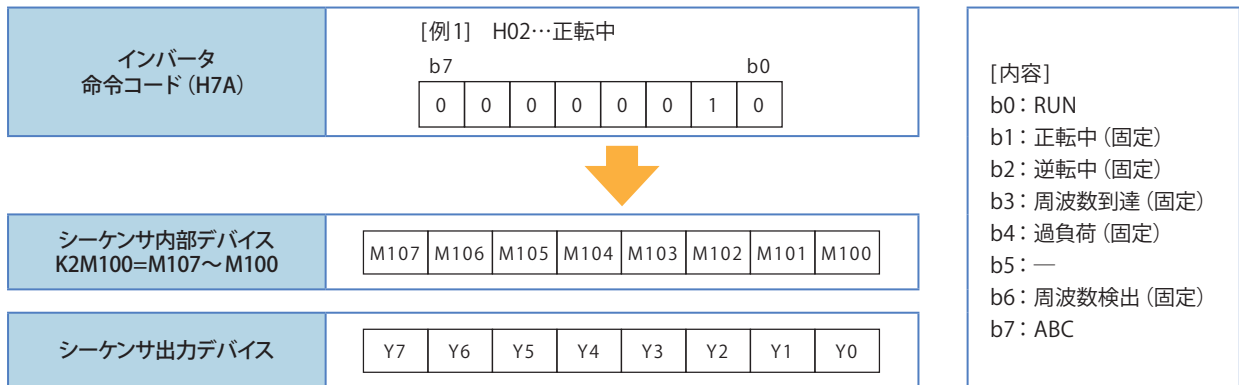 インバータ
命令コード（H7A）
[例1]　H02…正転中
b7 b0
0 0 0 0 0 0 1 0
シーケンサ内部デバイス
K2M100=M107～M100
M107 M106 M105 M104 M103 M102 M101 M100
シーケンサ出力デバイス
Y7 Y6 Y5 Y4 Y3 Y2 Y1 Y0
[内容]
b0：RUN
b1：正転中（固定）
b2：逆転中（固定）
b3：周波数到達（固定）
b4：過負荷（固定）
b5：―
b6：周波数検出（固定）
b7：ABC